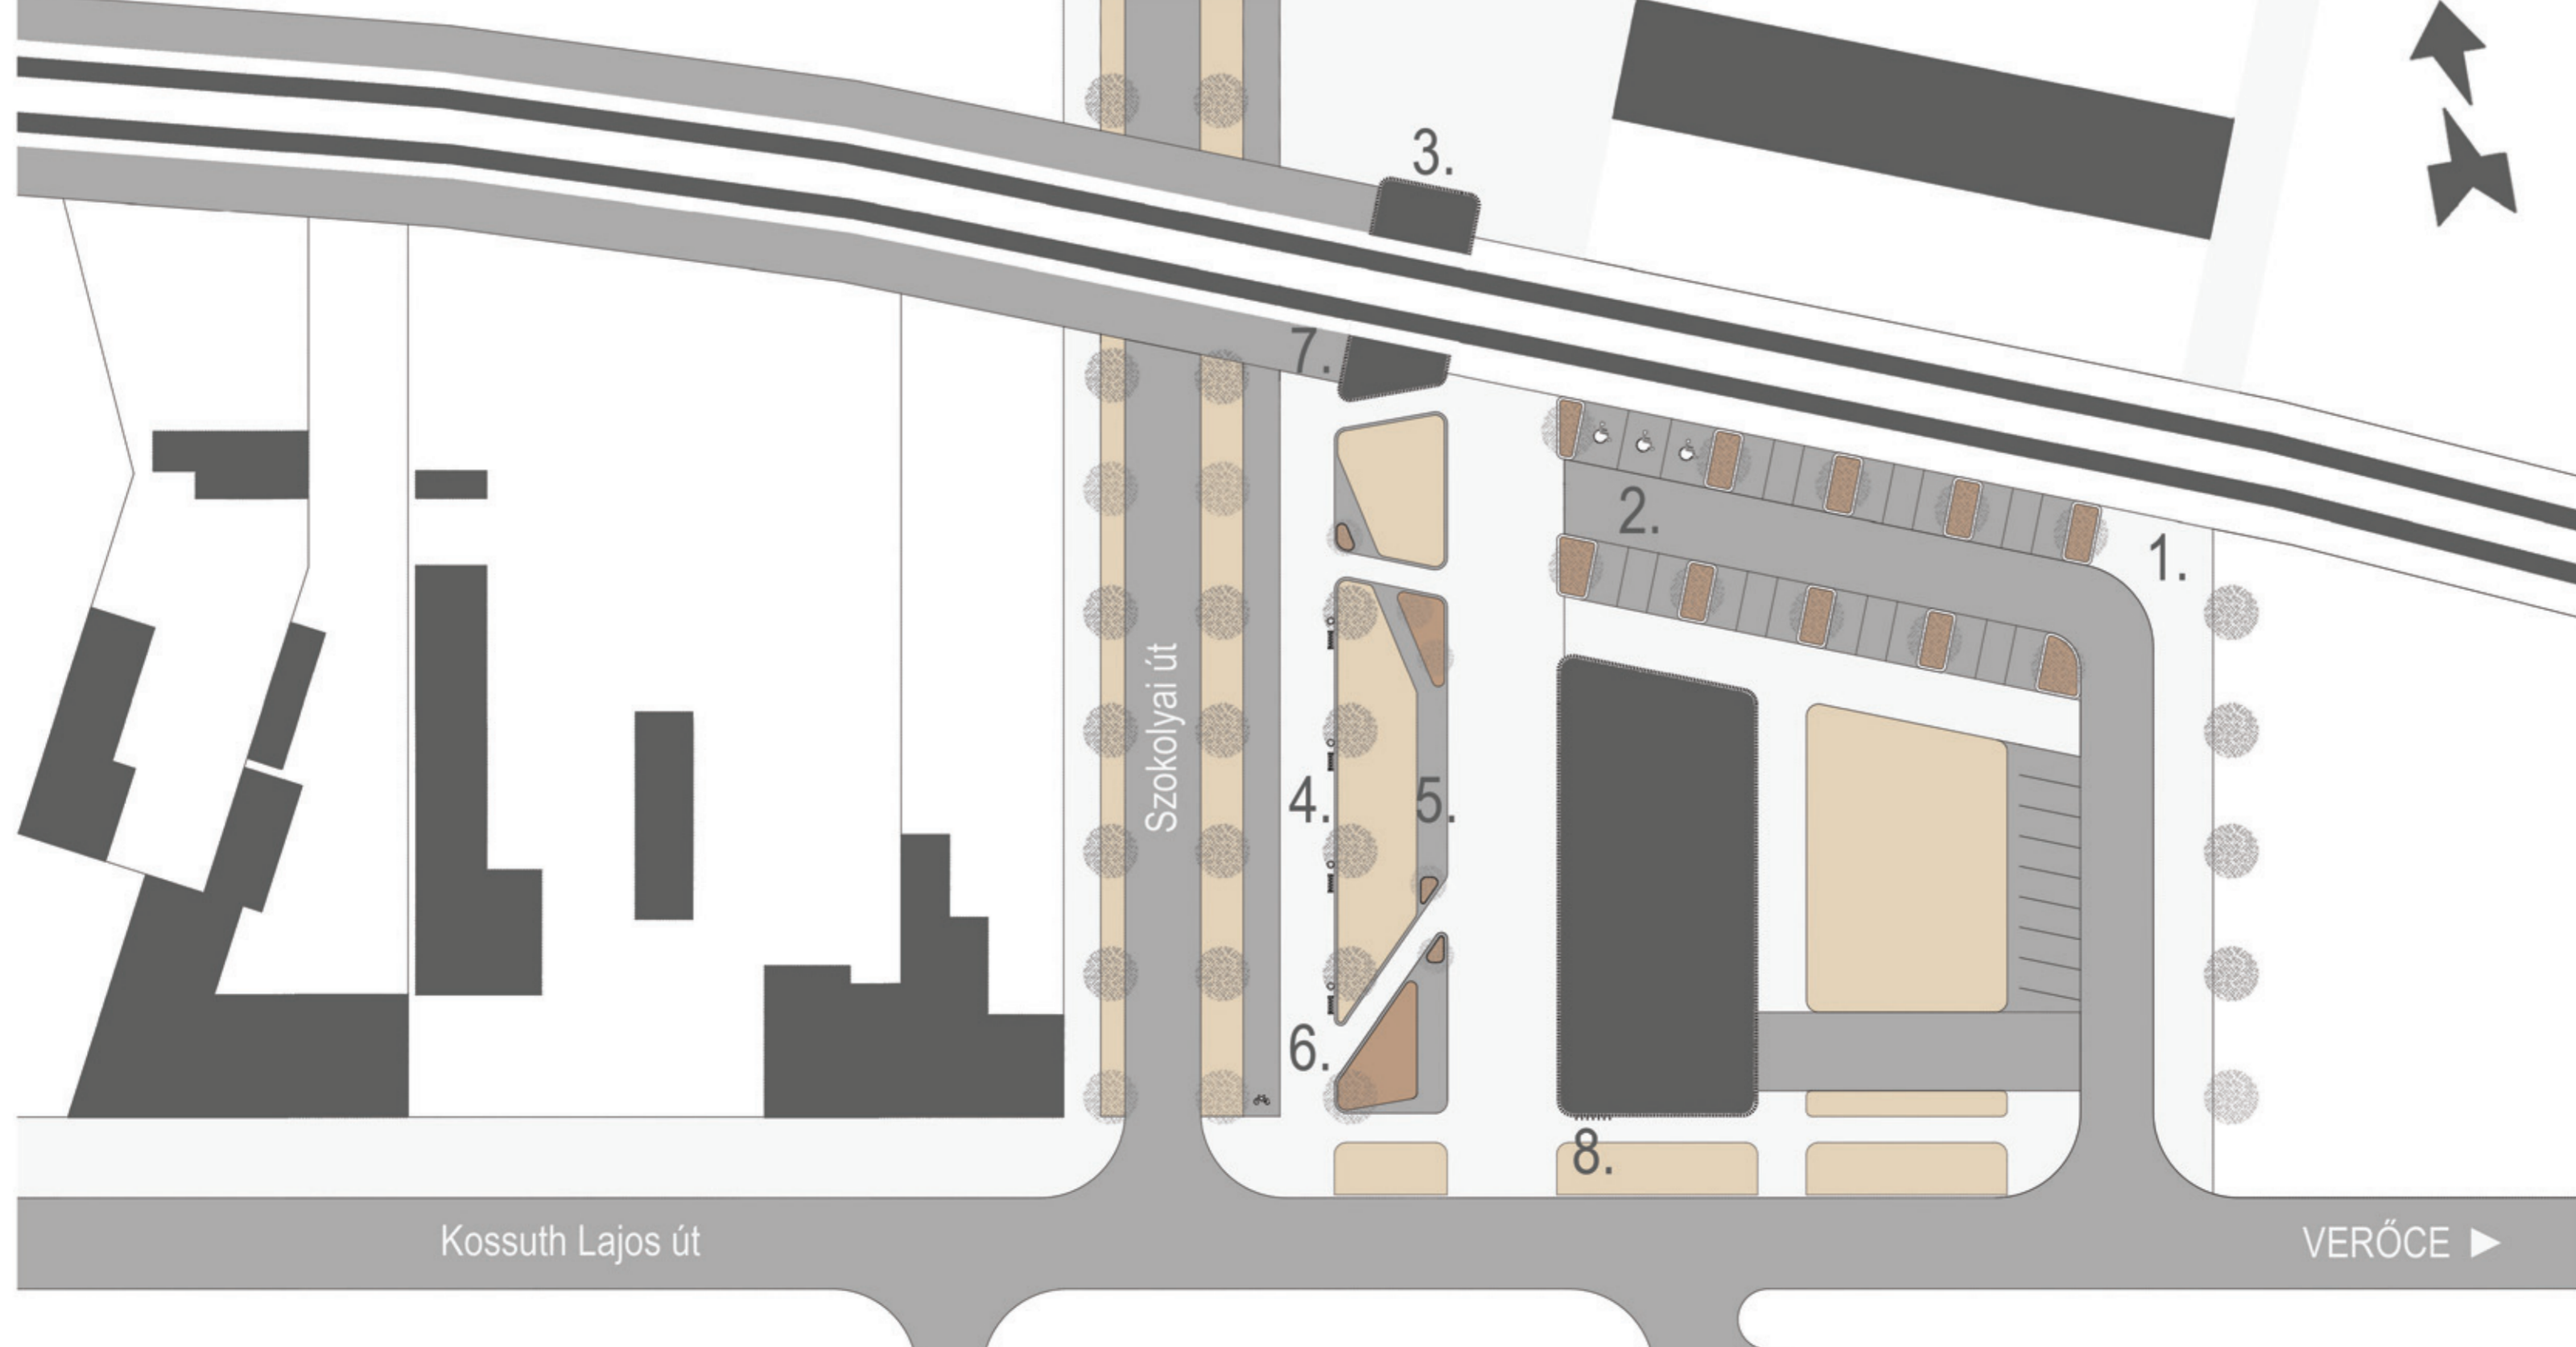 3.
7.
2.
1.
Szokolyai út
4.
5.
6.
8.
Kossuth Lajos út
VERŐCE ►